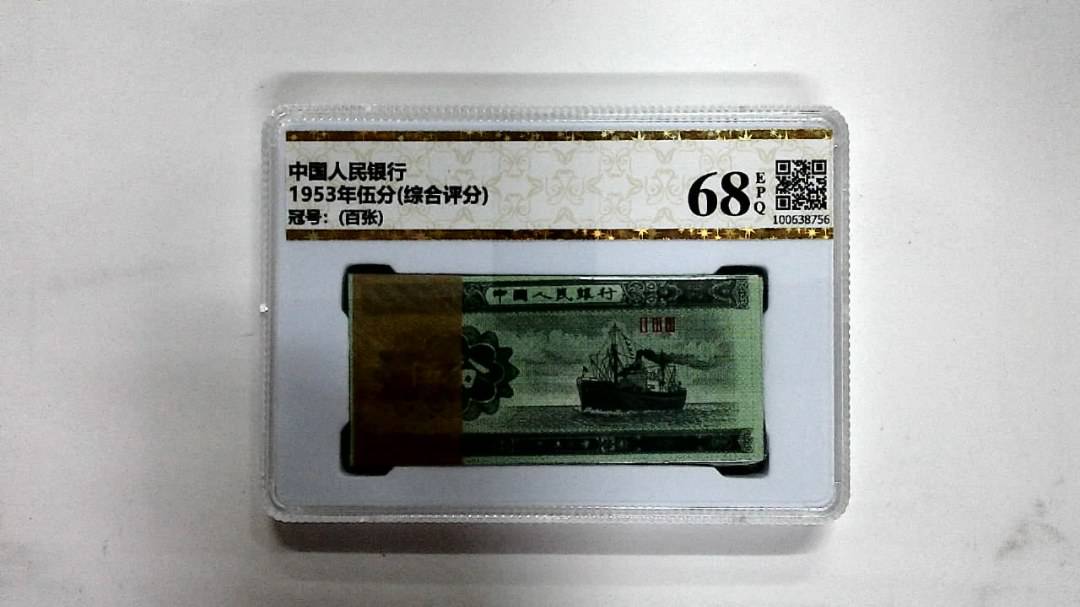 中国人民银行
1953年伍分(综合评分)
冠号：(百张)
68
EPQ
100638756
中國人民銀行